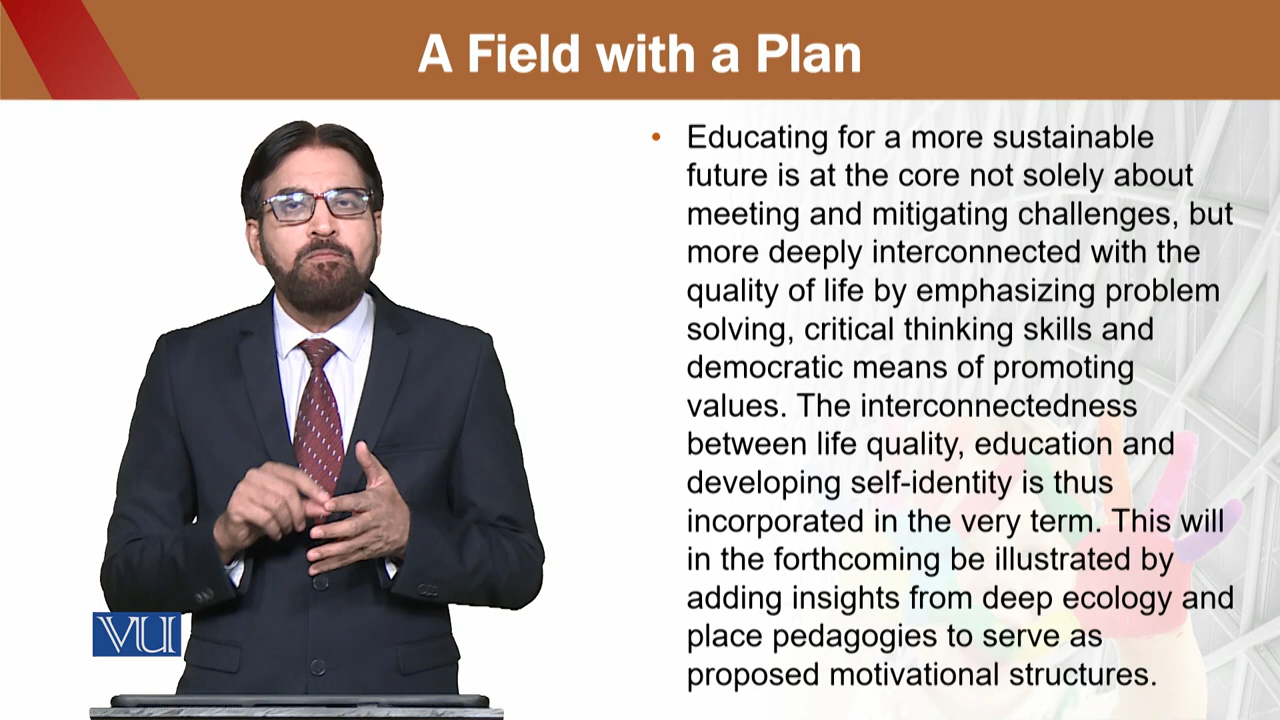 A Field with a Plan
• Educating for a more sustainable
future is at the core not solely about
meeting and mitigating challenges, but
more deeply interconnected with the
quality of life by emphasizing problem
solving, critical thinking skills and
democratic means of promoting
values. The interconnectedness
between life quality, education and
developing self-identity is thus
incorporated in the very term. This will
in the forthcoming be illustrated by
adding insights from deep ecology and
place pedagogies to serve as
proposed motivational structures.
VU